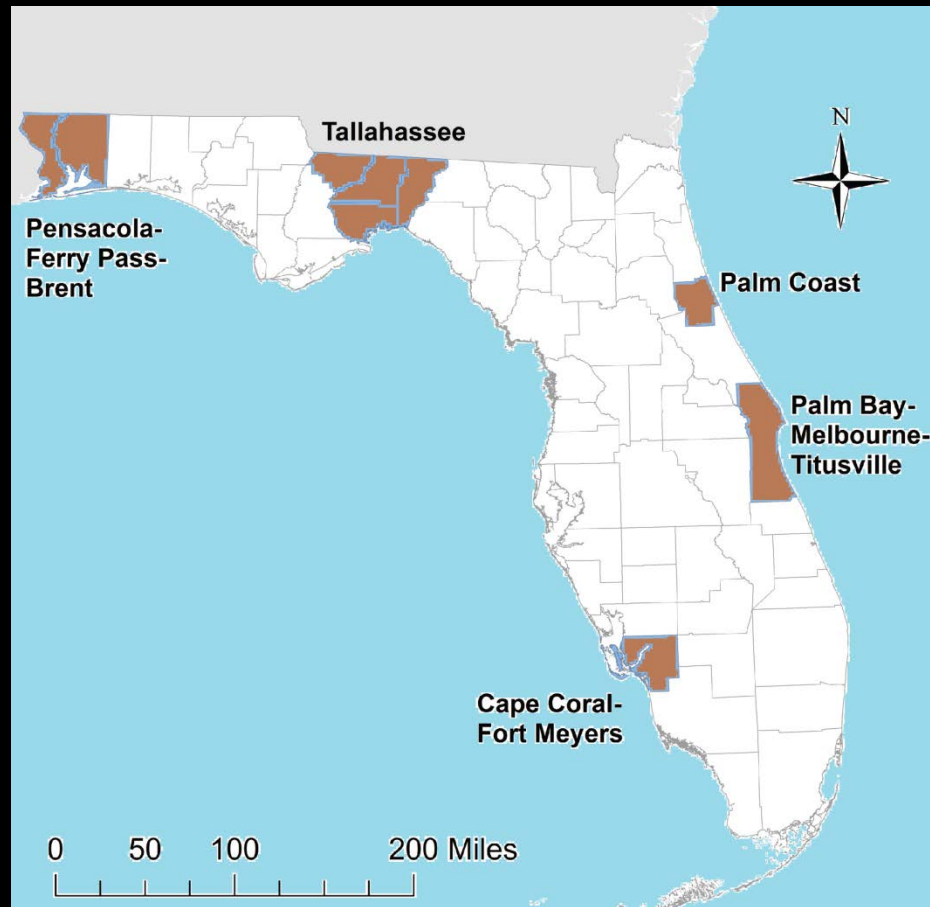 Tallahassee
N
Pensacola-
Ferry Pass-
Brent
Palm Coast
Palm Bay-
Melbourne-
Titusville
Cape Coral-
Fort Meyers
0 50 100 200 Miles